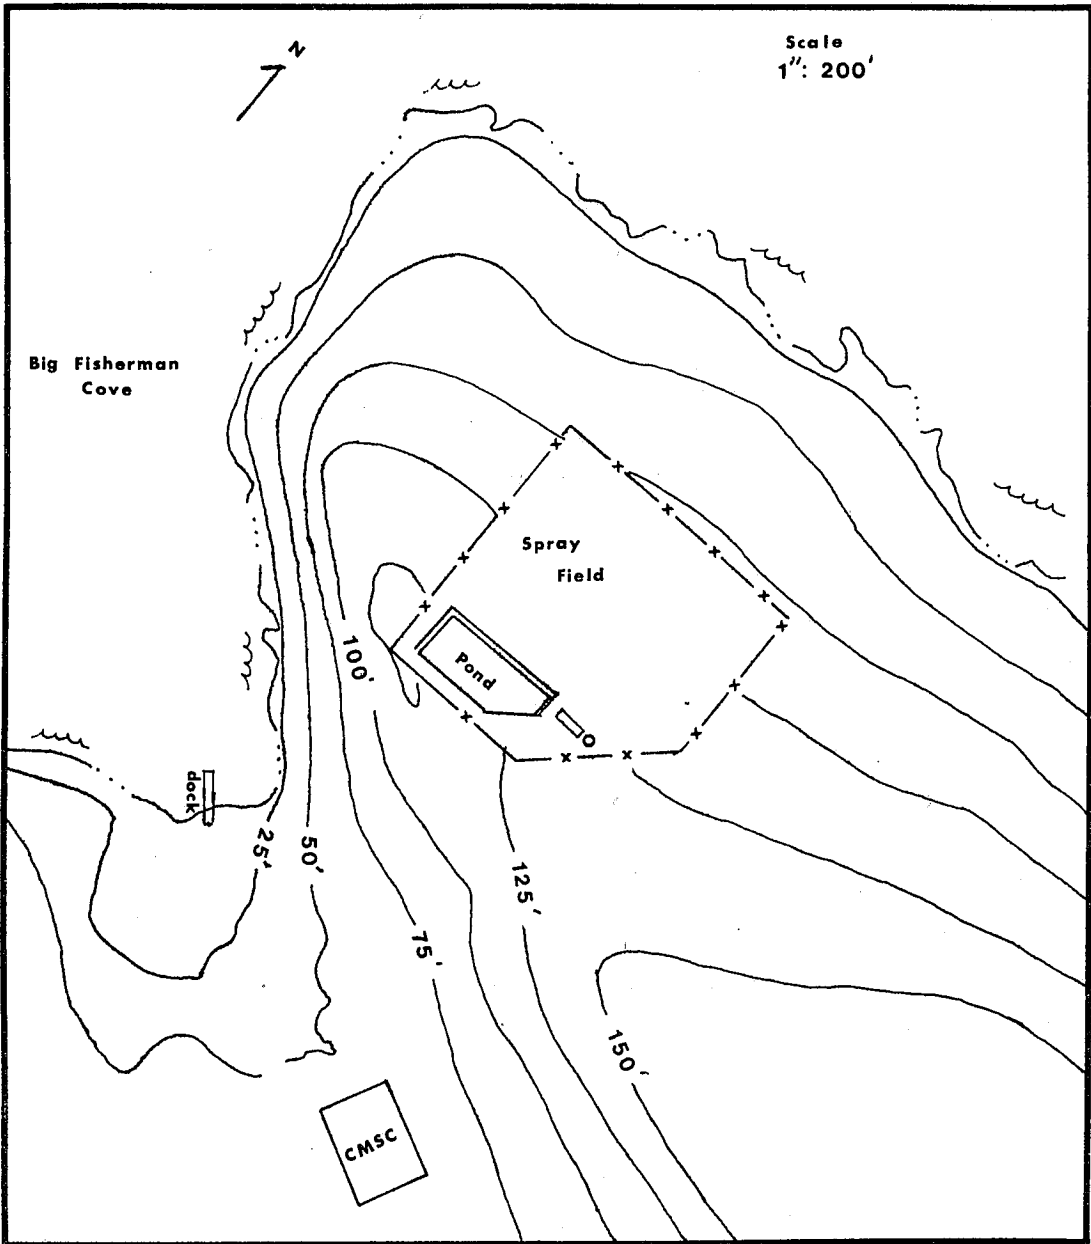 N
Scale
1": 200'
Big Fisherman
Cove
Spray
Field
Pond
100'
dock
25'
50'
125'
75'
150'
CMSC